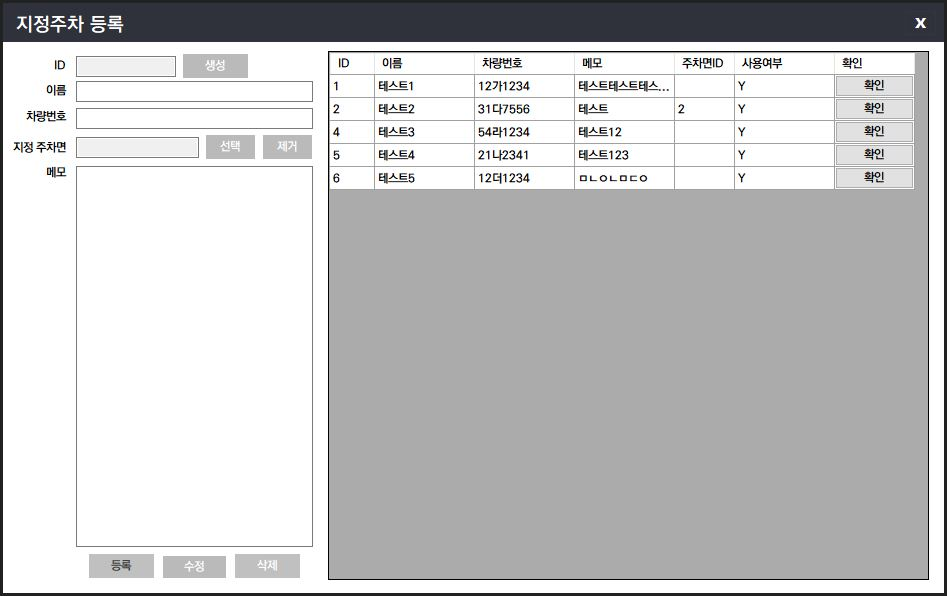 지정주차 등록 X
ID 생성
이름
차량번호
지정 주차면 선택 제거
메모
등록 수정 삭제
ID 이름 차량번호 메모 주차면ID 사용여부 확인
1 테스트1 12가1234 테스트테스트테스... Y 확인
2 테스트2 31다7556 테스트 2 Y 확인
4 테스트3 54라1234 테스트12 Y 확인
5 테스트4 21나2341 테스트123 Y 확인
6 테스트5 12더1234 ㅁㄴㅇㄴㅁㄷㅇ Y 확인